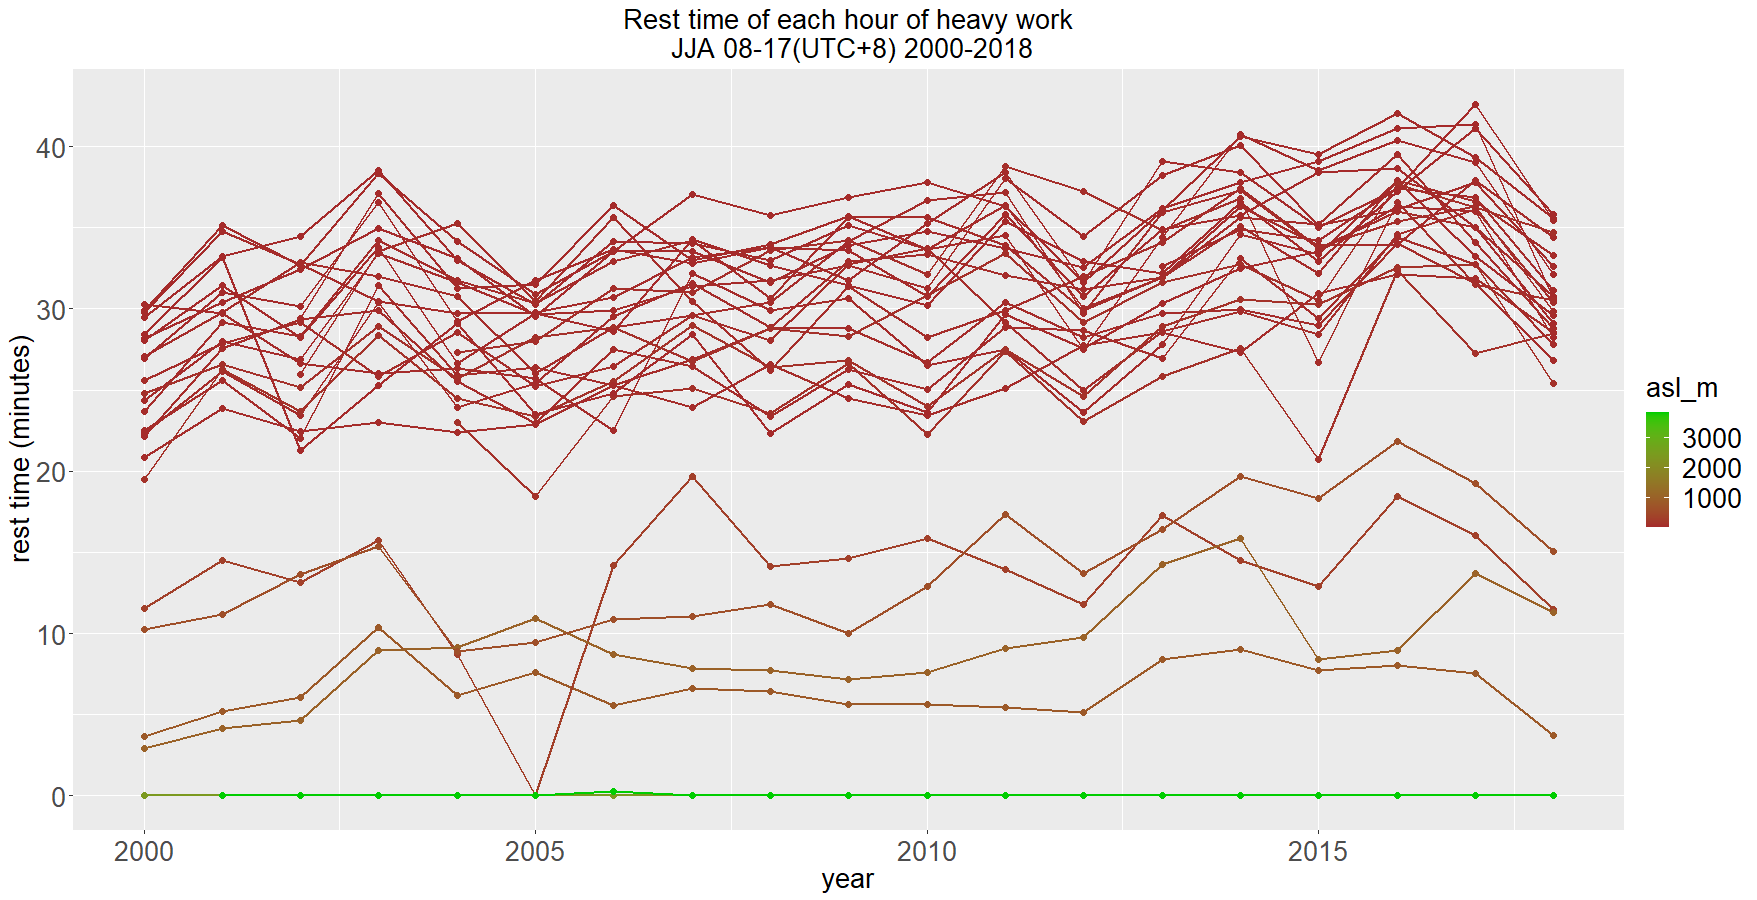 Rest time of each hour of heavy work
JJA 08-17(UTC+8) 2000-2018
rest time (minutes)
40
30
20
10
0
2000
2005
2010
2015
year
asl_m
3000
2000
1000